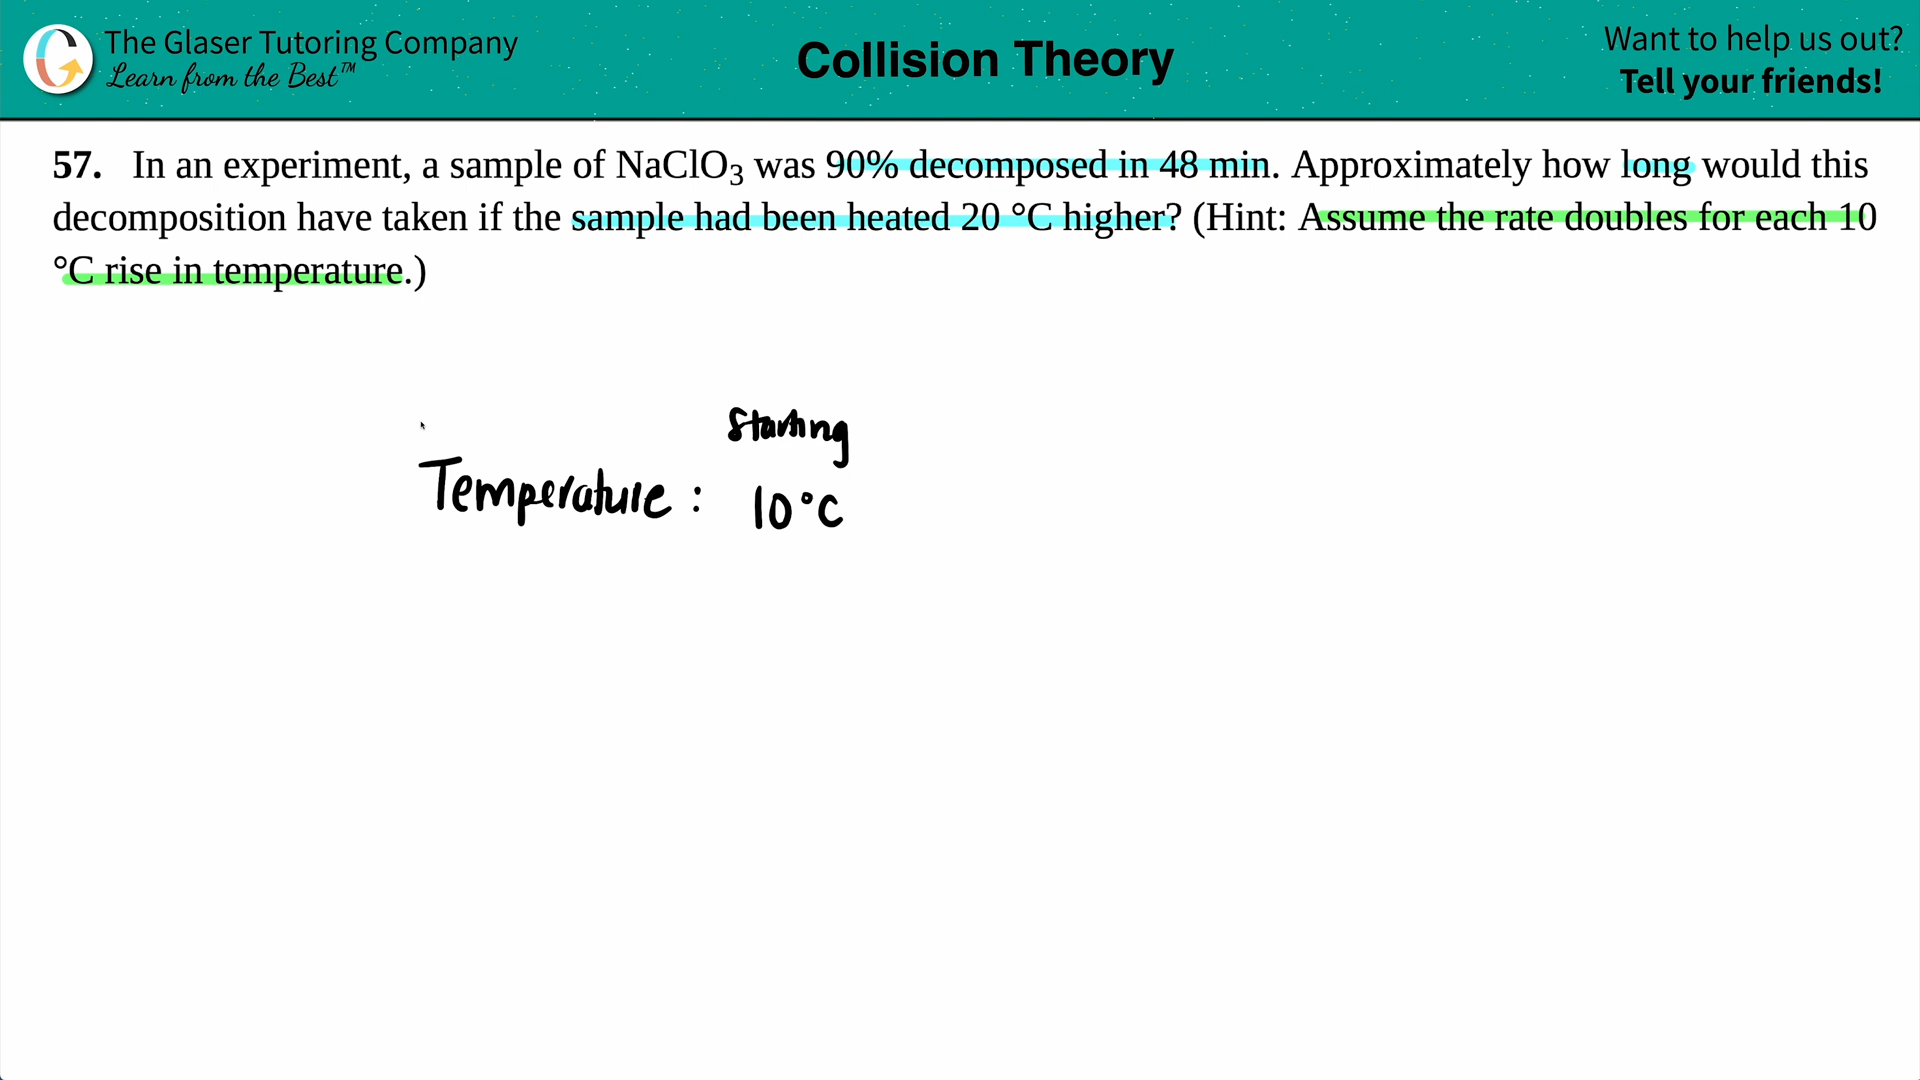 The Glaser Tutoring Company
Learn from the Best™
Collision Theory
Want to help us out?
Tell your friends!
57. In an experiment, a sample of NaClO₃ was 90% decomposed in 48 min. Approximately how long would this
decomposition have taken if the sample had been heated 20 °C higher? (Hint: Assume the rate doubles for each 10
°C rise in temperature.)
Starting
Temperature: 10°C